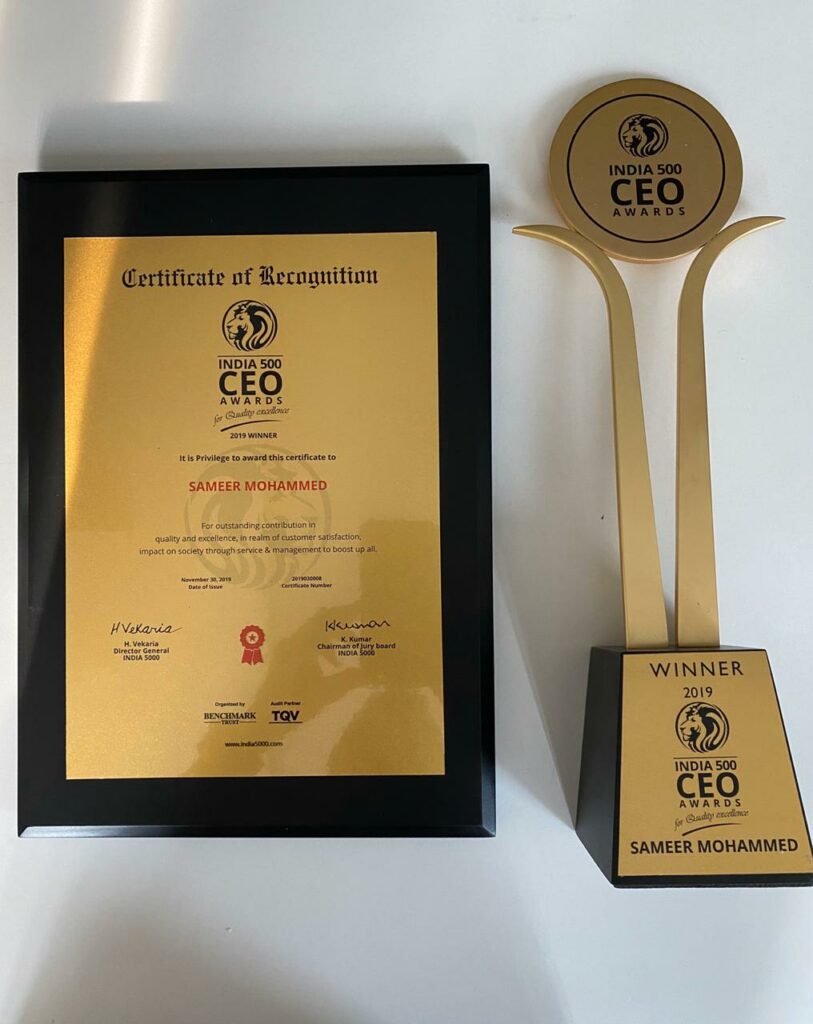 Certificate of Recognition
INDIA 500
CEO
AWARDS
for Quality excellence
2019 WINNER
It is Privilege to award this certificate to
SAMEER MOHAMMED
For outstanding contribution in
quality and excellence, in realm of customer satisfaction,
impact on society through service & management to boost up all.
November 30, 2019
Date of Issue
2019030008
Certificate Number
H Vekaria
H. Vekaria
Director General
INDIA 5000
K Kumar
K. Kumar
Chairman of Jury board
INDIA 5000
Organized by
BENCHMARK
TRUST
Audit Partner
TQV
www.india5000.com
INDIA 500
CEO
AWARDS
WINNER
2019
INDIA 500
CEO
AWARDS
for Quality excellence
SAMEER MOHAMMED